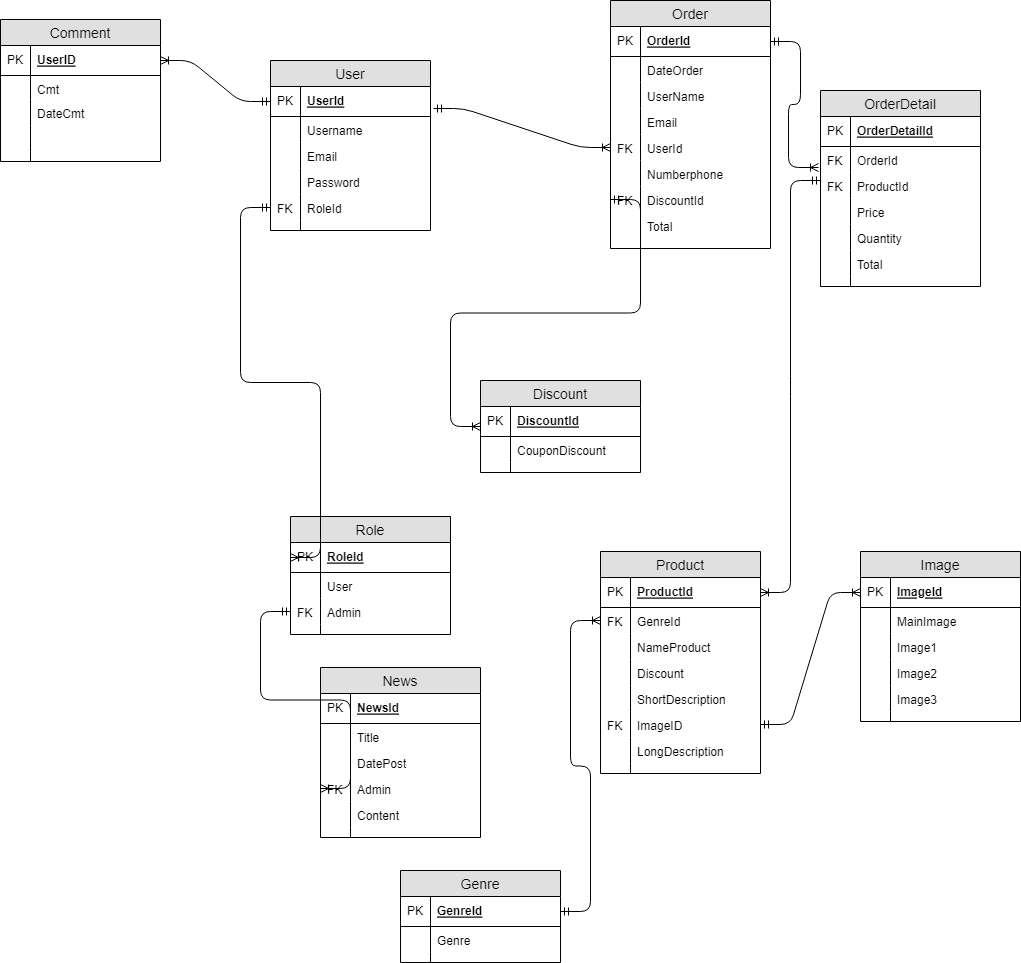 Comment
PK UserID
Cmt
DateCmt
User
PK UserId
Username
Email
Password
FK RoleId
Order
PK OrderId
DateOrder
UserName
Email
FK UserId
Numberphone
FK DiscountId
Total
OrderDetail
PK OrderDetailId
FK OrderId
FK ProductId
Price
Quantity
Total
Discount
PK DiscountId
CouponDiscount
Role
PK RoleId
User
FK Admin
News
PK NewsId
Title
DatePost
FK Admin
Content
Product
PK ProductId
FK GenreId
NameProduct
Discount
ShortDescription
FK ImageID
LongDescription
Image
PK ImageId
MainImage
Image1
Image2
Image3
Genre
PK GenreId
Genre